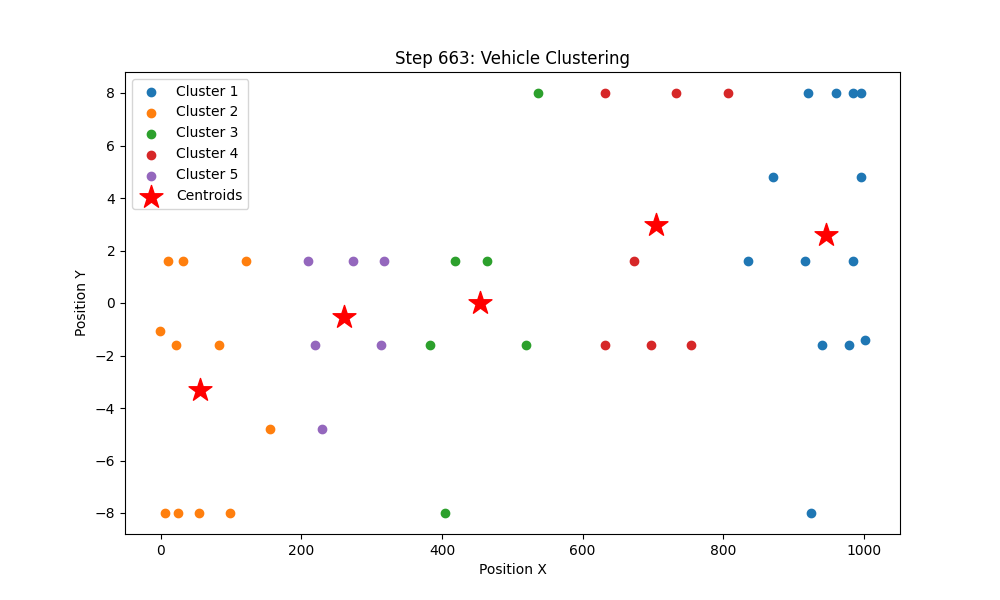 Step 663: Vehicle Clustering
Cluster 1
Cluster 2
Cluster 3
Cluster 4
Cluster 5
Centroids
8
6
4
2
0
−2
−4
−6
−8
Position Y
0
200
400
600
800
1000
Position X